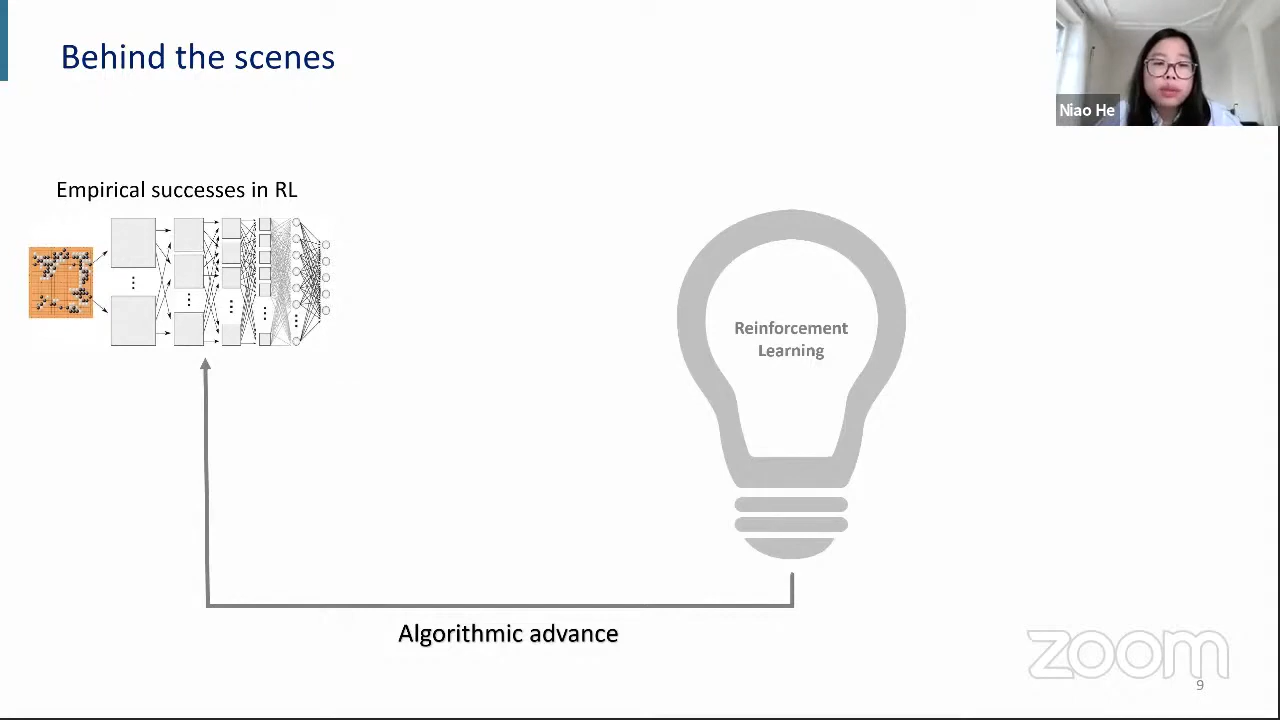 Behind the scenes
Niao He
Empirical successes in RL
Reinforcement
Learning
Algorithmic advance
zoom
9